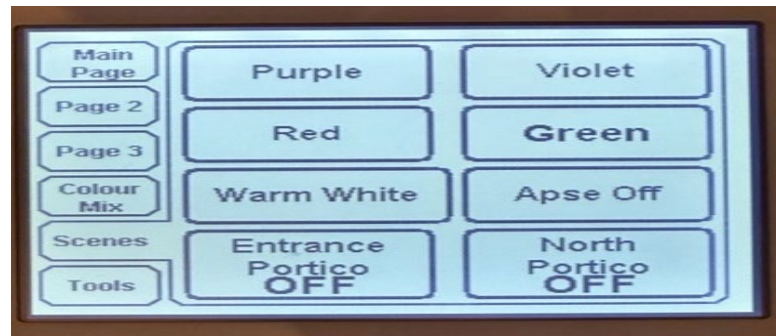 Main
Page
Page 2
Page 3
Colour
Mix
Scenes
Tools
Purple
Violet
Red
Green
Warm White
Apse Off
Entrance
Portico
OFF
North
Portico
OFF